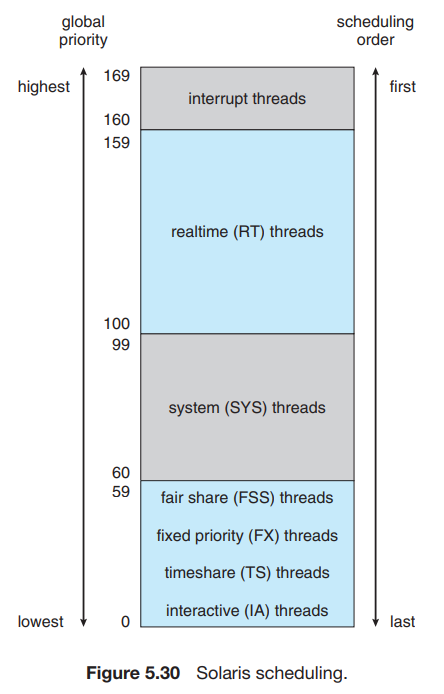 global
priority
scheduling
order
highest
169
interrupt threads
first
160
159
realtime (RT) threads
100
99
system (SYS) threads
60
59
fair share (FSS) threads
fixed priority (FX) threads
timeshare (TS) threads
interactive (IA) threads
lowest
0
last
Figure 5.30 Solaris scheduling.